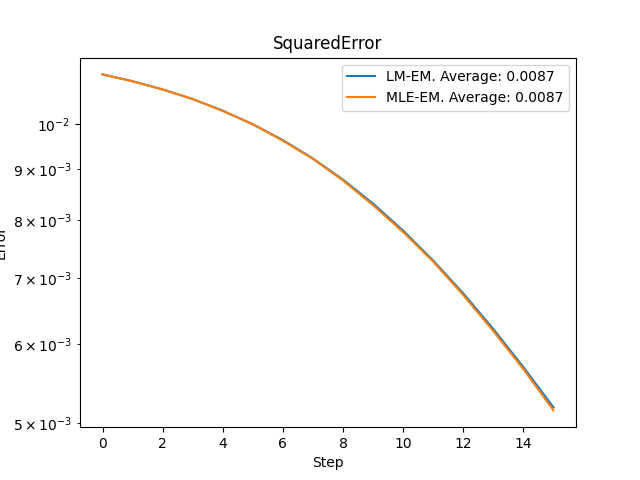 SquaredError
LM-EM. Average: 0.0087
MLE-EM. Average: 0.0087
10⁻²
9 × 10⁻³
8 × 10⁻³
7 × 10⁻³
6 × 10⁻³
5 × 10⁻³
Error
0 2 4 6 8 10 12 14
Step